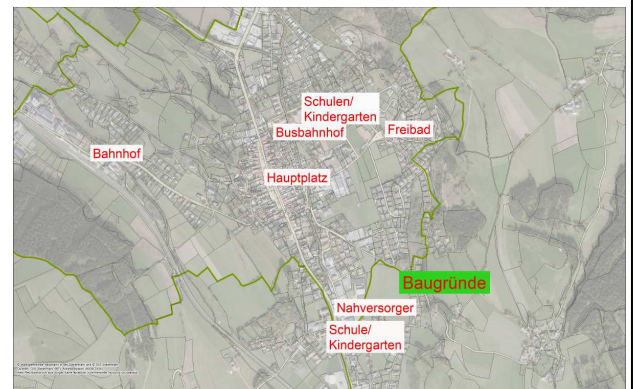 Schulen/
Kindergarten
Busbahnhof
Freibad
Bahnhof
Hauptplatz
Baugründe
Nahversorger
Schule/
Kindergarten